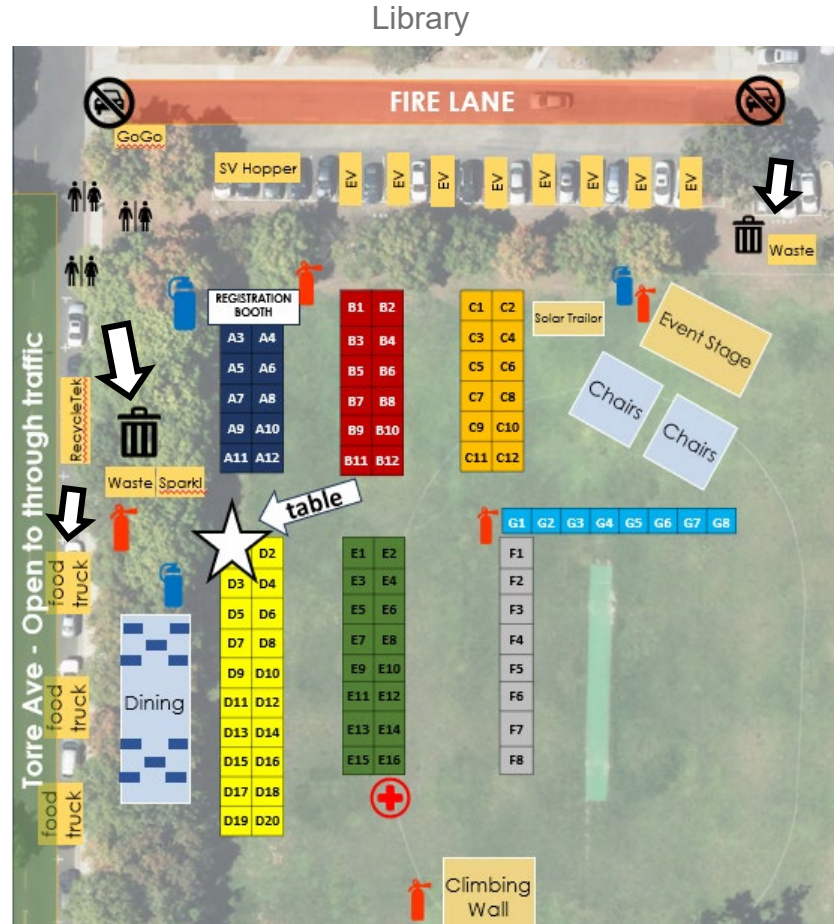 Library
FIRE LANE
GoGo
SV Hopper
EV
EV
EV
EV
EV
EV
EV
EV
Waste
REGISTRATION
BOOTH
A3 A4
A5 A6
A7 A8
A9 A10
A11 A12
B1 B2
B3 B4
B5 B6
B7 B8
B9 B10
B11 B12
C1 C2
C3 C4
C5 C6
C7 C8
C9 C10
C11 C12
Solar Trailor
Event Stage
Chairs
Chairs
Torre Ave - Open to through traffic
RecycleTek
Waste Sparkl
table
G1 G2 G3 G4 G5 G6 G7 G8
D2
D3 D4
D5 D6
D7 D8
D9 D10
D11 D12
D13 D14
D15 D16
D17 D18
D19 D20
E1 E2
E3 E4
E5 E6
E7 E8
E9 E10
E11 E12
E13 E14
E15 E16
F1
F2
F3
F4
F5
F6
F7
F8
food
truck
food
truck
food
truck
Dining
Climbing
Wall